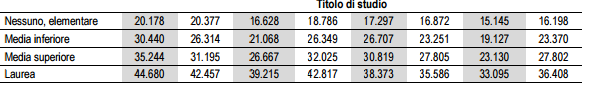 Titolo di studio
Nessuno, elementare 20.178 20.377 16.628 18.786 17.297 16.872 15.145 16.198
Media inferiore 30.440 26.314 21.068 26.349 26.707 23.251 19.127 23.370
Media superiore 35.244 31.195 26.667 32.025 30.819 27.805 23.130 27.802
Laurea 44.680 42.457 39.215 42.817 38.373 35.586 33.095 36.408